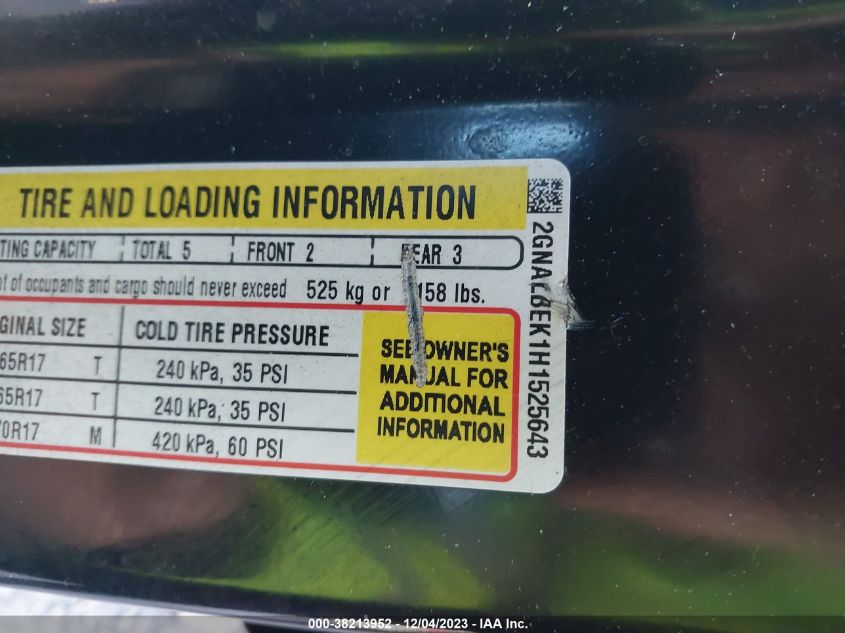 TIRE AND LOADING INFORMATION
TING CAPACITY TOTAL 5 FRONT 2 REAR 3
of occupants and cargo should never exceed 525 kg or 158 lbs.
GINAL SIZE COLD TIRE PRESSURE
65R17 T 240 kPa, 35 PSI
65R17 T 240 kPa, 35 PSI
70R17 M 420 kPa, 60 PSI
SEE OWNER'S
MANUAL FOR
ADDITIONAL
INFORMATION
000-38213952 - 12/04/2023 - IAA Inc.